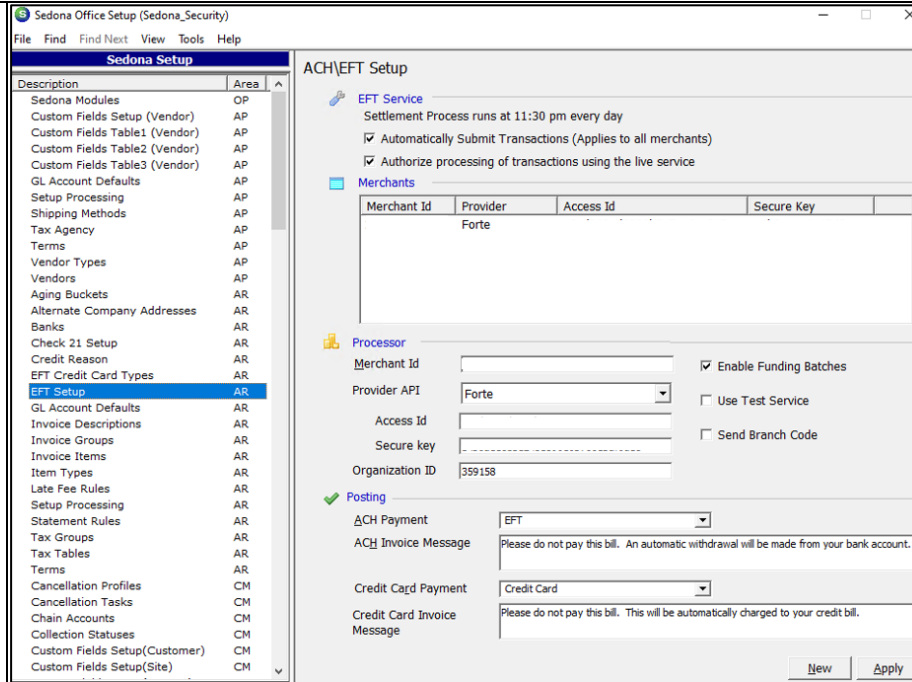 Sedona Office Setup (Sedona_Security)
File Find Find Next View Tools Help
Sedona Setup
Description Area
Sedona Modules OP
Custom Fields Setup (Vendor) AP
Custom Fields Table1 (Vendor) AP
Custom Fields Table2 (Vendor) AP
Custom Fields Table3 (Vendor) AP
GL Account Defaults AP
Setup Processing AP
Shipping Methods AP
Tax Agency AP
Terms AP
Vendor Types AP
Vendors AP
Aging Buckets AR
Alternate Company Addresses AR
Banks AR
Check 21 Setup AR
Credit Reason AR
EFT Credit Card Types AR
EFT Setup AR
GL Account Defaults AR
Invoice Descriptions AR
Invoice Groups AR
Invoice Items AR
Item Types AR
Late Fee Rules AR
Setup Processing AR
Statement Rules AR
Tax Groups AR
Tax Tables AR
Terms AR
Cancellation Profiles CM
Cancellation Tasks CM
Chain Accounts CM
Collection Statuses CM
Custom Fields Setup(Customer) CM
Custom Fields Setup(Site) CM
ACH\EFT Setup
EFT Service
Settlement Process runs at 11:30 pm every day
Automatically Submit Transactions (Applies to all merchants)
Authorize processing of transactions using the live service
Merchants
Merchant Id Provider Access Id Secure Key
Forte
Processor
Merchant Id
Enable Funding Batches
Provider API Forte
Use Test Service
Access Id
Send Branch Code
Secure key
Organization ID 359158
Posting
ACH Payment EFT
ACH Invoice Message Please do not pay this bill. An automatic withdrawal will be made from your bank account.
Credit Card Payment Credit Card
Credit Card Invoice Please do not pay this bill. This will be automatically charged to your credit bill.
Message
New Apply